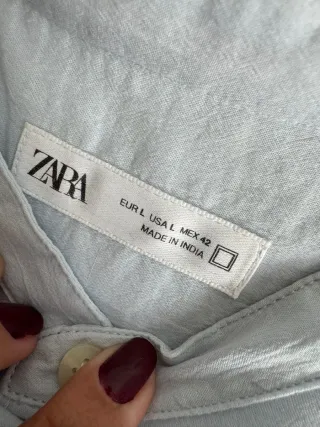 ZARA
EUR L USA L MEX 42
MADE IN INDIA